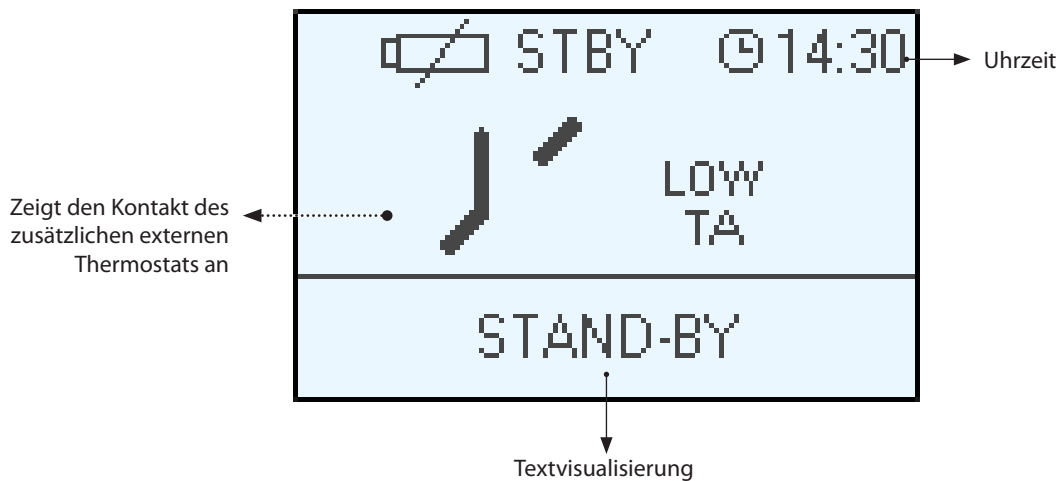 STBY 14:30
Uhrzeit
LOW
TA
Zeigt den Kontakt des
zusätzlichen externen
Thermostats an
STAND-BY
Textvisualisierung